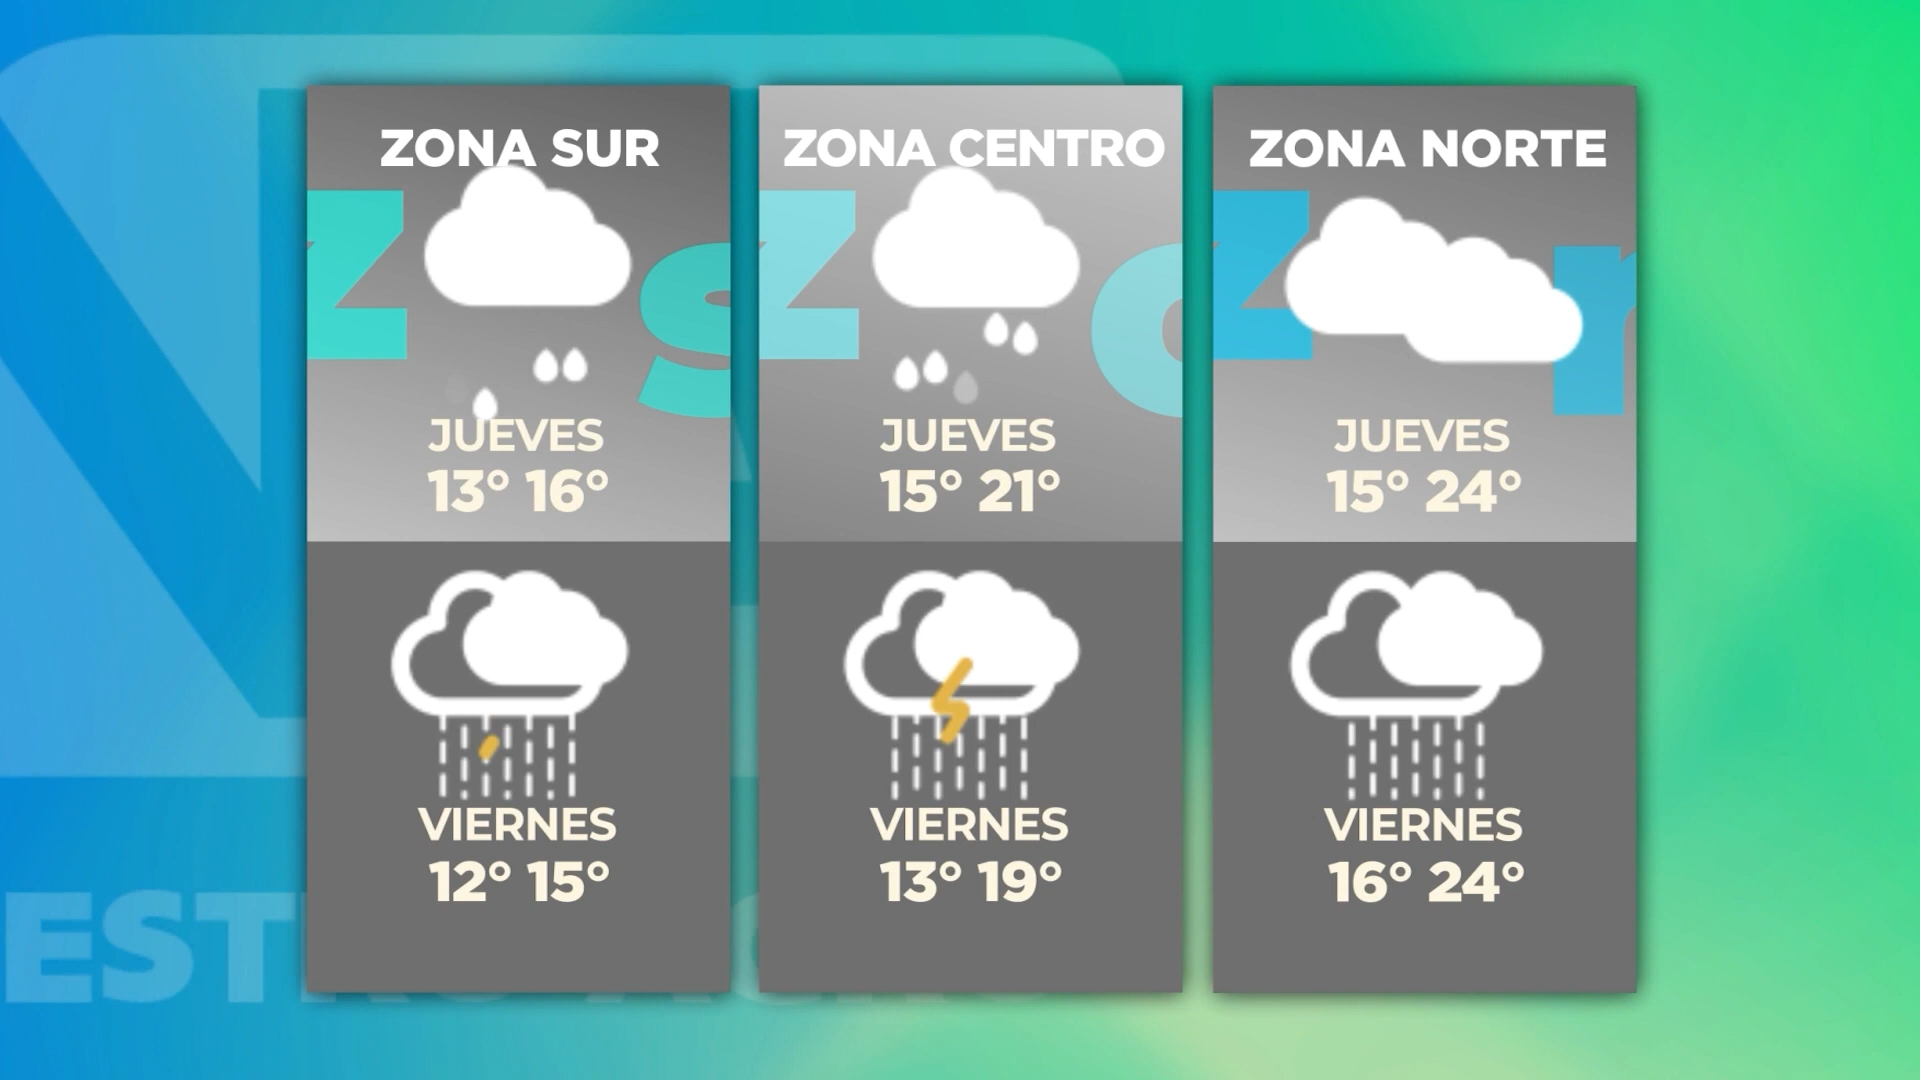 ZONA SUR
JUEVES
13° 16°
VIERNES
12° 15°
ZONA CENTRO
JUEVES
15° 21°
VIERNES
13° 19°
ZONA NORTE
JUEVES
15° 24°
VIERNES
16° 24°
z s
z c
z n